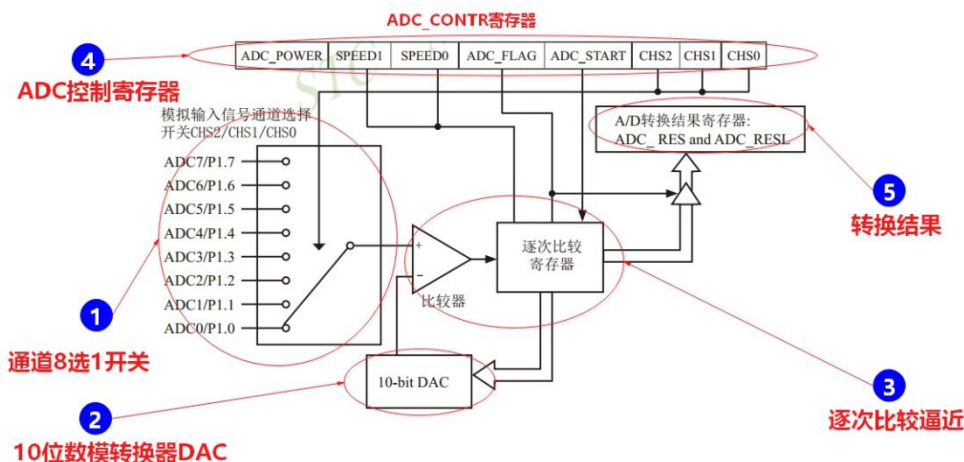 ADC_CONTR寄存器
ADC_POWER SPEED1 SPEED0 ADC_FLAG ADC_START CHS2 CHS1 CHS0
STC
4
ADC控制寄存器
模拟输入信号通道选择
开关CHS2/CHS1/CHS0
A/D转换结果寄存器:
ADC_ RES and ADC_RESL
ADC7/P1.7
ADC6/P1.6
ADC5/P1.5
ADC4/P1.4
ADC3/P1.3
ADC2/P1.2
ADC1/P1.1
ADC0/P1.0
5
转换结果
+
−
比较器
逐次比较
寄存器
1
通道8选1开关
10-bit DAC
2
10位数模转换器DAC
3
逐次比较逼近